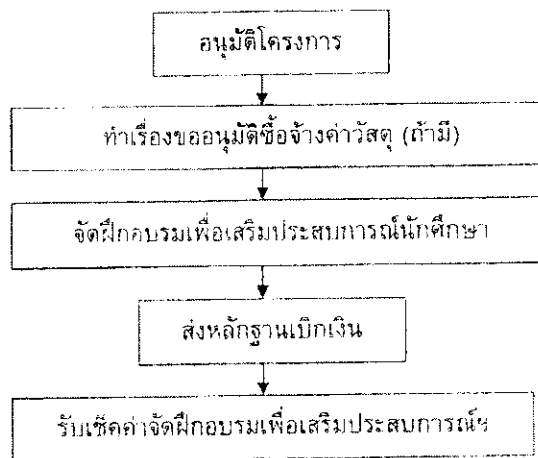 อนุมัติโครงการ
ทำเรื่องขออนุมัติซื้อจ้างค่าวัสดุ (ถ้ามี)
จัดฝึกอบรมเพื่อเสริมประสบการณ์นักศึกษา
ส่งหลักฐานเบิกเงิน
รับเช็คค่าจัดฝึกอบรมเพื่อเสริมประสบการณ์ฯ